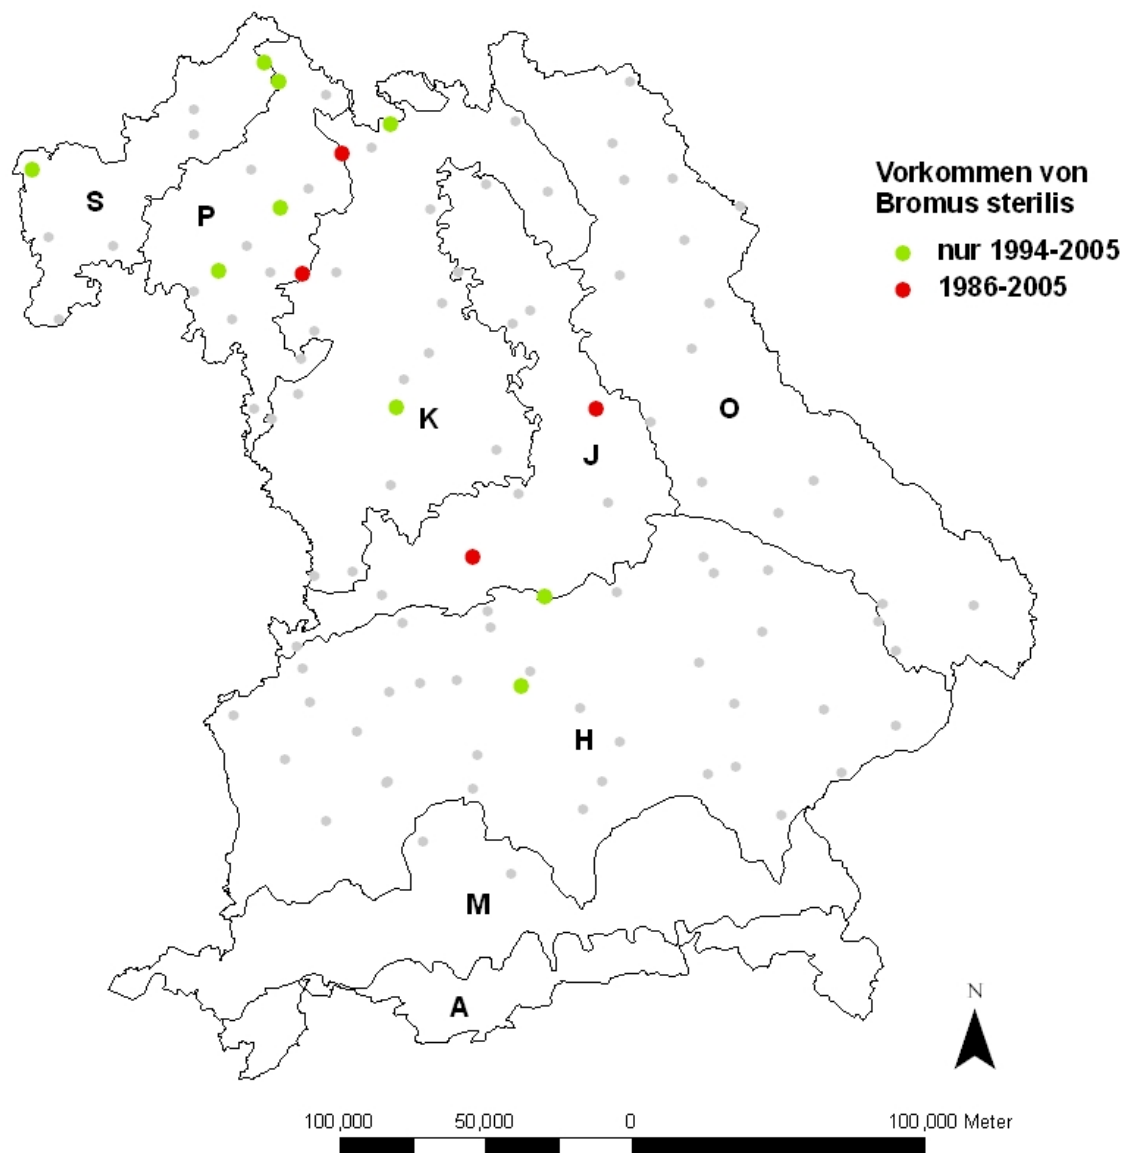 Vorkommen von
Bromus sterilis
nur 1994-2005
1986-2005
S
P
K
J
O
H
M
A
N
100,000 50,000 0 100,000 Meter